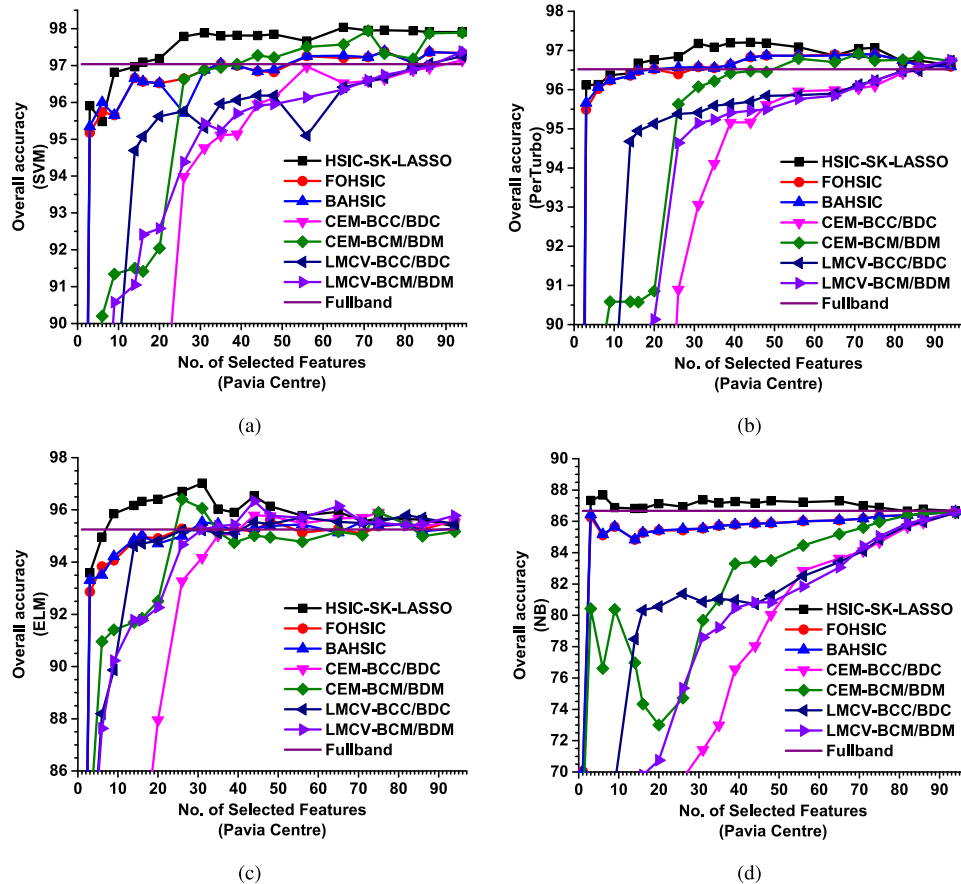 99
98
97
96
95
94
93
92
91
90
0 10 20 30 40 50 60 70 80 90
Overall accuracy
(SVM)
HSIC-SK-LASSO
FOHSIC
BAHSIC
CEM-BCC/BDC
CEM-BCM/BDM
LMCV-BCC/BDC
LMCV-BCM/BDM
Fullband
No. of Selected Features
(Pavia Centre)
(a)
98
97
96
95
94
93
92
91
90
0 10 20 30 40 50 60 70 80 90
Overall accuracy
(PerTurbo)
HSIC-SK-LASSO
FOHSIC
BAHSIC
CEM-BCC/BDC
CEM-BCM/BDM
LMCV-BCC/BDC
LMCV-BCM/BDM
Fullband
No. of Selected Features
(Pavia Centre)
(b)
98
96
94
92
90
88
86
0 10 20 30 40 50 60 70 80 90
Overall accuracy
(ELM)
HSIC-SK-LASSO
FOHSIC
BAHSIC
CEM-BCC/BDC
CEM-BCM/BDM
LMCV-BCC/BDC
LMCV-BCM/BDM
Fullband
No. of Selected Features
(Pavia Centre)
(c)
90
88
86
84
82
80
78
76
74
72
70
0 10 20 30 40 50 60 70 80 90
Overall accuracy
(NB)
HSIC-SK-LASSO
FOHSIC
BAHSIC
CEM-BCC/BDC
CEM-BCM/BDM
LMCV-BCC/BDC
LMCV-BCM/BDM
Fullband
No. of Selected Features
(Pavia Centre)
(d)